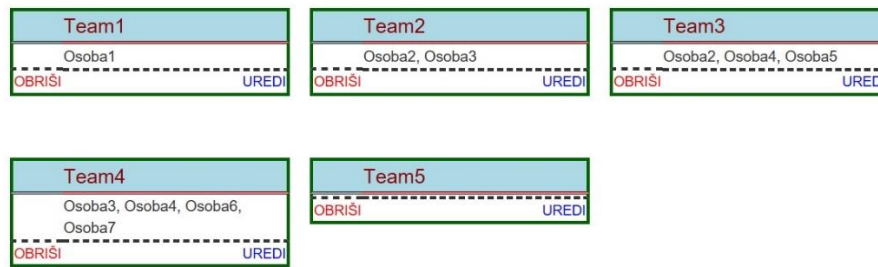 Team1
Osoba1
OBRIŠI UREDI
Team2
Osoba2, Osoba3
OBRIŠI UREDI
Team3
Osoba2, Osoba4, Osoba5
OBRIŠI URED
Team4
Osoba3, Osoba4, Osoba6,
Osoba7
OBRIŠI UREDI
Team5
OBRIŠI UREDI